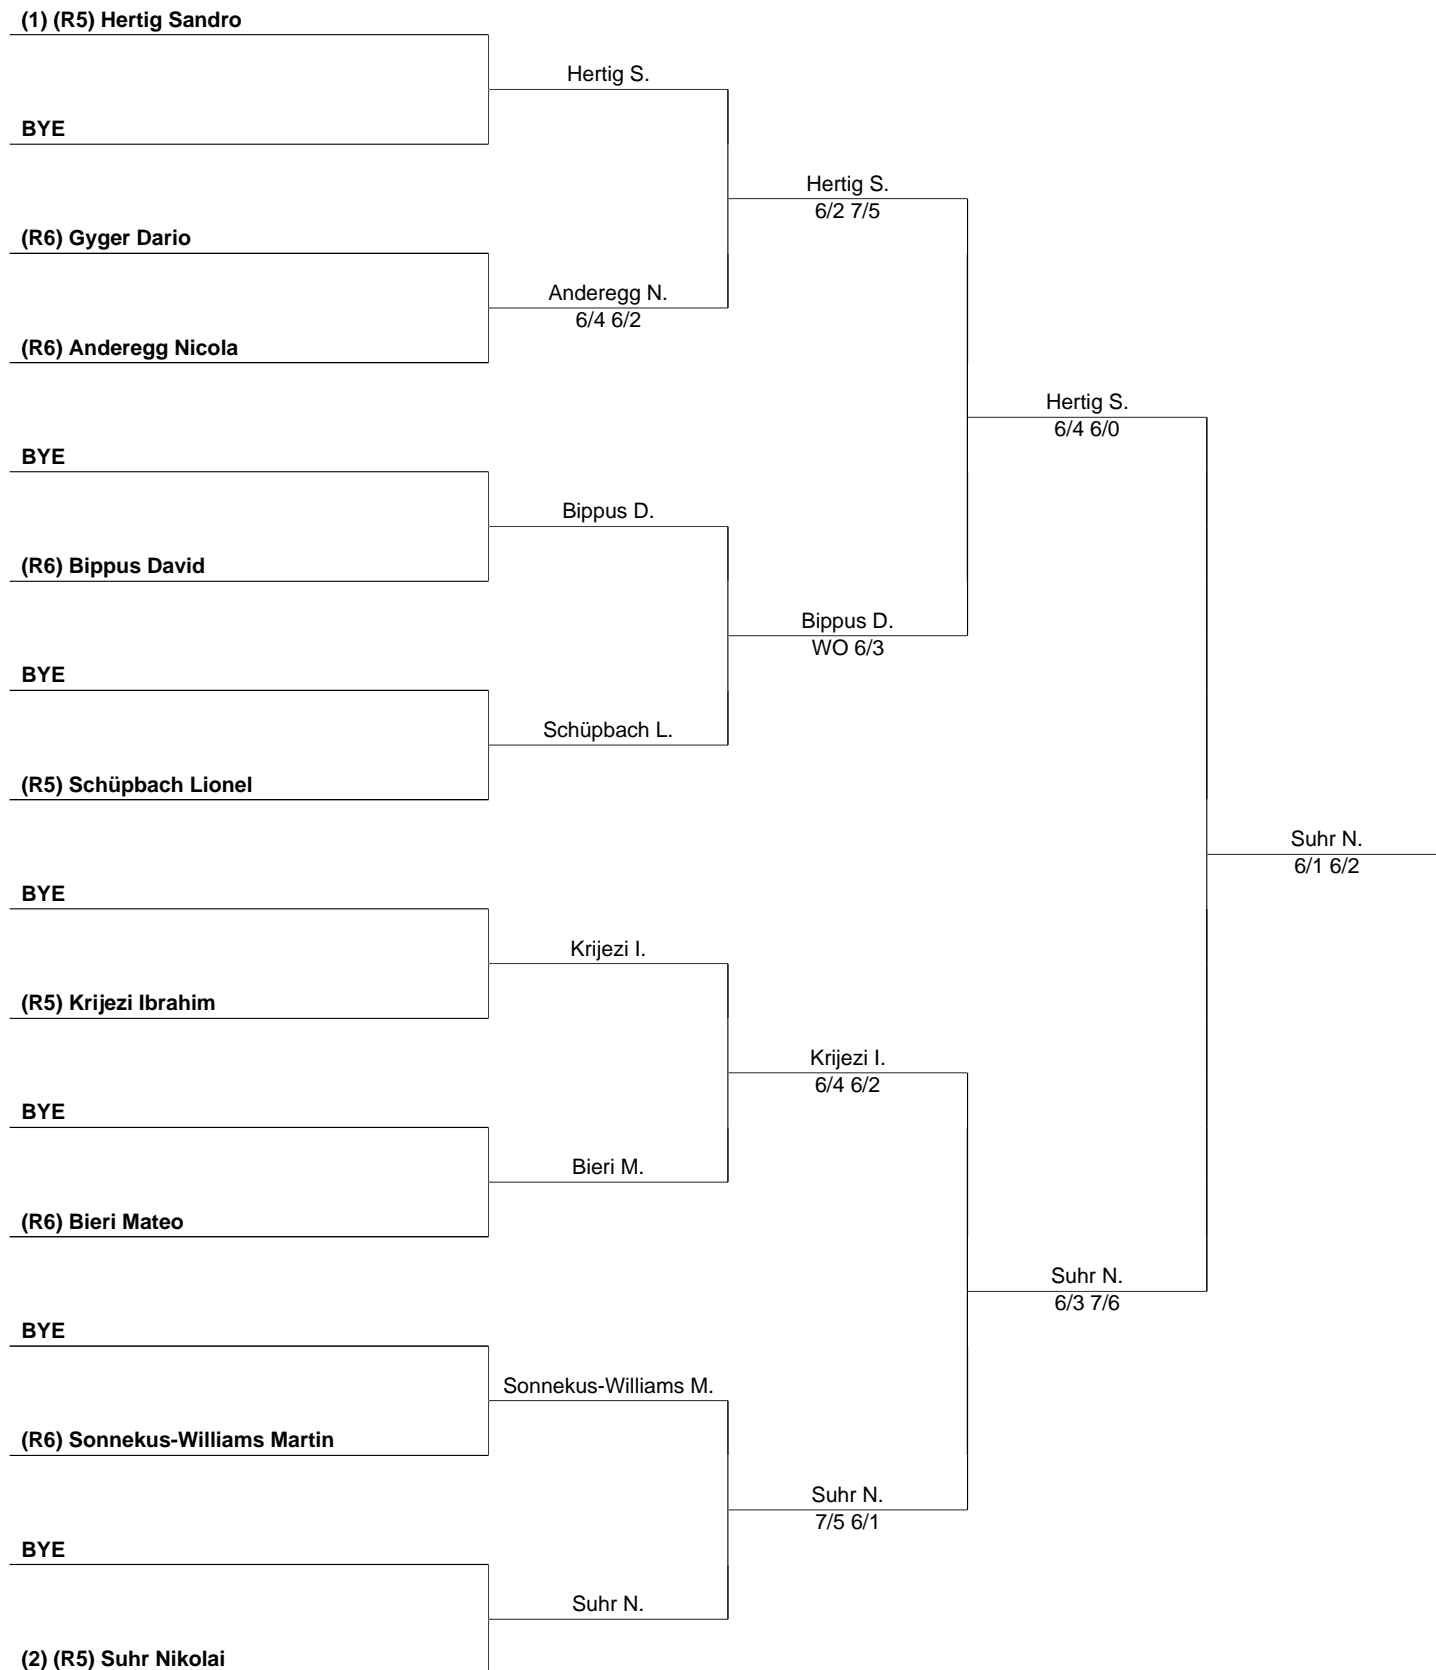 (1) (R5) Hertig Sandro
Hertig S.
BYE
Hertig S.
6/2 7/5
(R6) Gyger Dario
Anderegg N.
6/4 6/2
(R6) Anderegg Nicola
Hertig S.
6/4 6/0
BYE
Bippus D.
(R6) Bippus David
Bippus D.
WO 6/3
BYE
Schüpbach L.
(R5) Schüpbach Lionel
Suhr N.
6/1 6/2
BYE
Krijezi I.
(R5) Krijezi Ibrahim
Krijezi I.
6/4 6/2
BYE
Bieri M.
(R6) Bieri Mateo
Suhr N.
6/3 7/6
BYE
Sonnekus-Williams M.
(R6) Sonnekus-Williams Martin
Suhr N.
7/5 6/1
BYE
Suhr N.
(2) (R5) Suhr Nikolai